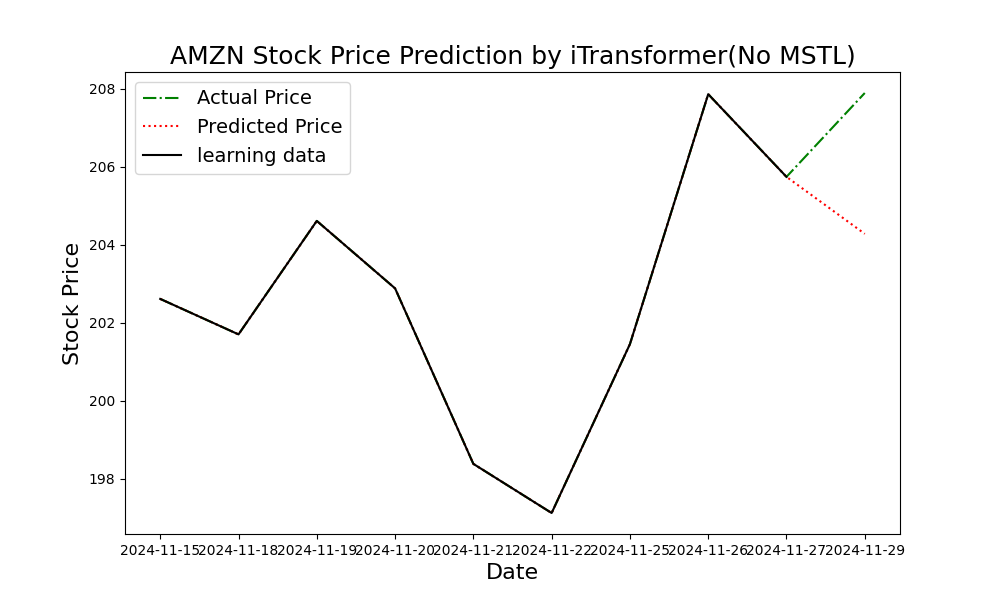 AMZN Stock Price Prediction by iTransformer(No MSTL)
Actual Price
Predicted Price
learning data
Stock Price
208
206
204
202
200
198
2024-11-15 2024-11-18 2024-11-19 2024-11-20 2024-11-21 2024-11-22 2024-11-25 2024-11-26 2024-11-27 2024-11-29
Date